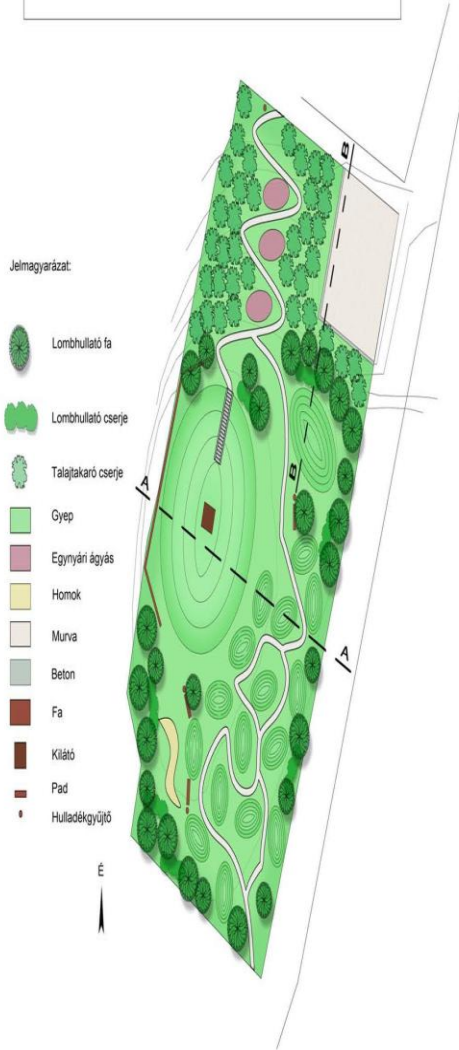 Jelmagyarázat:
Lombhullató fa
Lombhullató cserje
Talajtakaró cserje
Gyep
Egynyári ágyás
Homok
Murva
Beton
Fa
Kilátó
Pad
Hulladékgyűjtő
É
B
A
B
A